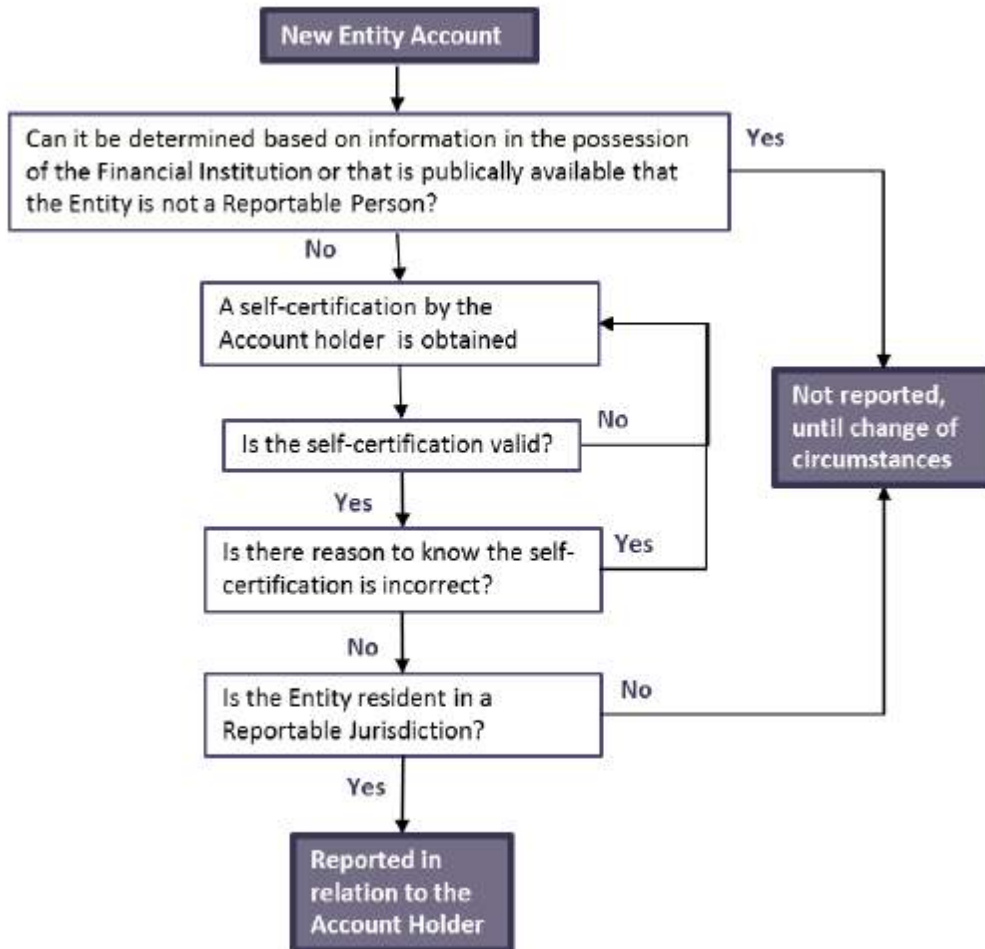 New Entity Account
Can it be determined based on information in the possession
of the Financial Institution or that is publically available that
the Entity is not a Reportable Person?
Yes
No
A self-certification by the
Account holder is obtained
Is the self-certification valid?
No
Yes
Is there reason to know the self-
certification is incorrect?
Yes
No
Is the Entity resident in a
Reportable Jurisdiction?
No
Yes
Not reported,
until change of
circumstances
Reported in
relation to the
Account Holder